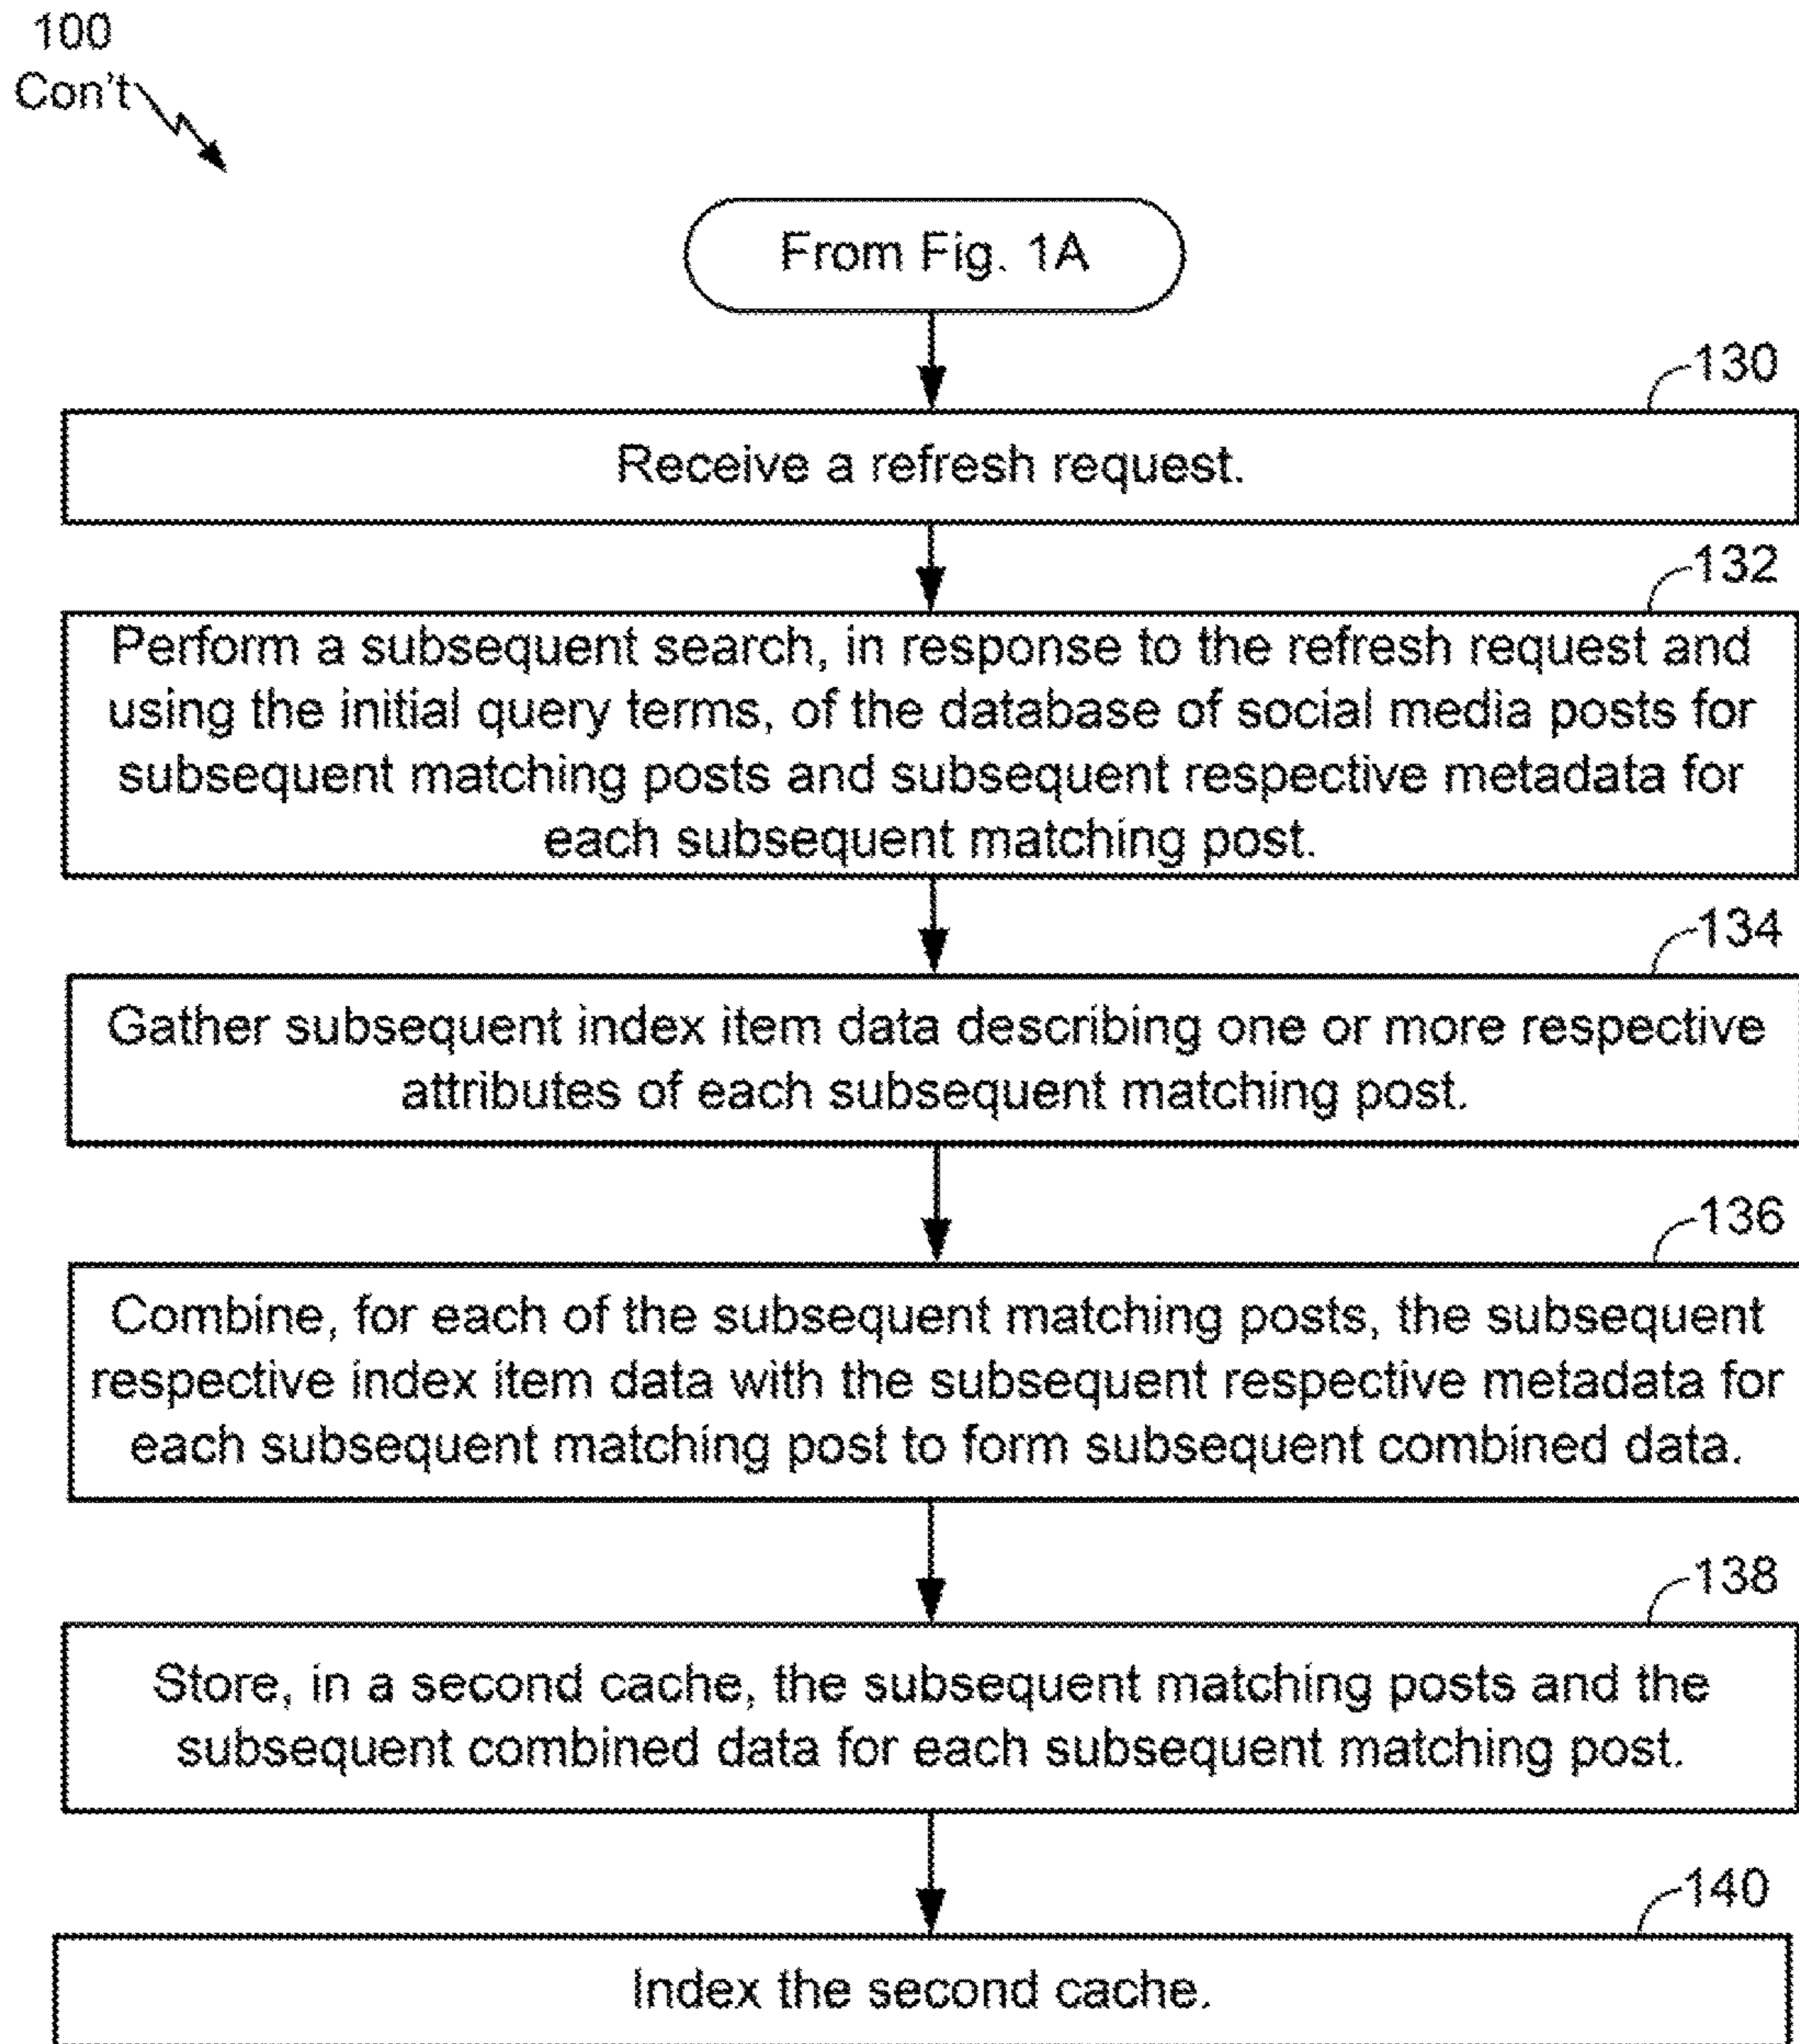 100
Con't
From Fig. 1A
130
Receive a refresh request.
132
Perform a subsequent search, in response to the refresh request and
using the initial query terms, of the database of social media posts for
subsequent matching posts and subsequent respective metadata for
each subsequent matching post.
134
Gather subsequent index item data describing one or more respective
attributes of each subsequent matching post.
136
Combine, for each of the subsequent matching posts, the subsequent
respective index item data with the subsequent respective metadata for
each subsequent matching post to form subsequent combined data.
138
Store, in a second cache, the subsequent matching posts and the
subsequent combined data for each subsequent matching post.
140
Index the second cache.